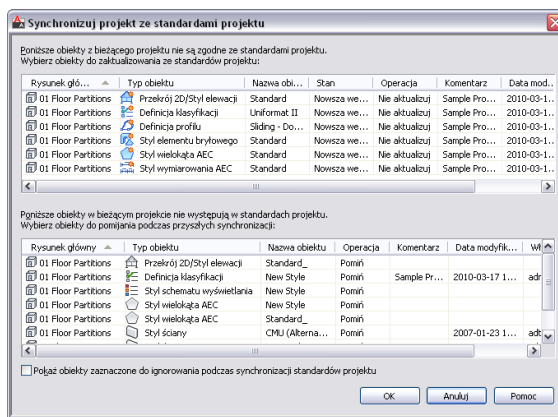 Synchronizuj projekt ze standardami projektu
Poniższe obiekty z bieżącego projektu nie są zgodne ze standardami projektu.
Wybierz obiekty do zaktualizowania ze standardów projektu:
Rysunek głó... Typ obiektu Nazwa obi... Stan Operacja Komentarz Data mod...
01 Floor Partitions Przekrój 2D/Styl elewacji Standard Nowsza we... Nie aktualizuj Sample Pro... 2010-03-1...
01 Floor Partitions Definicja klasyfikacji Uniformat II Nowsza we... Nie aktualizuj Sample Pro... 2010-03-1...
01 Floor Partitions Definicja profilu Sliding - Do... Nowsza we... Nie aktualizuj Sample Pro... 2010-03-1...
01 Floor Partitions Styl elementu bryłowego Standard Nowsza we... Nie aktualizuj Sample Pro... 2010-03-1...
01 Floor Partitions Styl wielokąta AEC Standard Nowsza we... Nie aktualizuj Sample Pro... 2010-03-1...
01 Floor Partitions Styl wymiarowania AEC Standard Nowsza we... Nie aktualizuj Sample Pro... 2010-03-1...
Poniższe obiekty w bieżącym projekcie nie występują w standardach projektu.
Wybierz obiekty do pomijania podczas przyszłych synchronizacji:
Rysunek główny Typ obiektu Nazwa obiektu Operacja Komentarz Data modyfik...
01 Floor Partitions Przekrój 2D/Styl elewacji Standard_ Pomiń
01 Floor Partitions Definicja klasyfikacji New Style Pomiń Sample Pr... 2010-03-17 1... adr
01 Floor Partitions Styl schematu wyświetlania New Style Pomiń
01 Floor Partitions Styl wielokąta AEC New Style Pomiń
01 Floor Partitions Styl wielokąta AEC Standard_ Pomiń
01 Floor Partitions Styl ściany CMU (Alterna... Pomiń 2007-01-23 1... adt
Pokaż obiekty zaznaczone do ignorowania podczas synchronizacji standardów projektu
OK Anuluj Pomoc